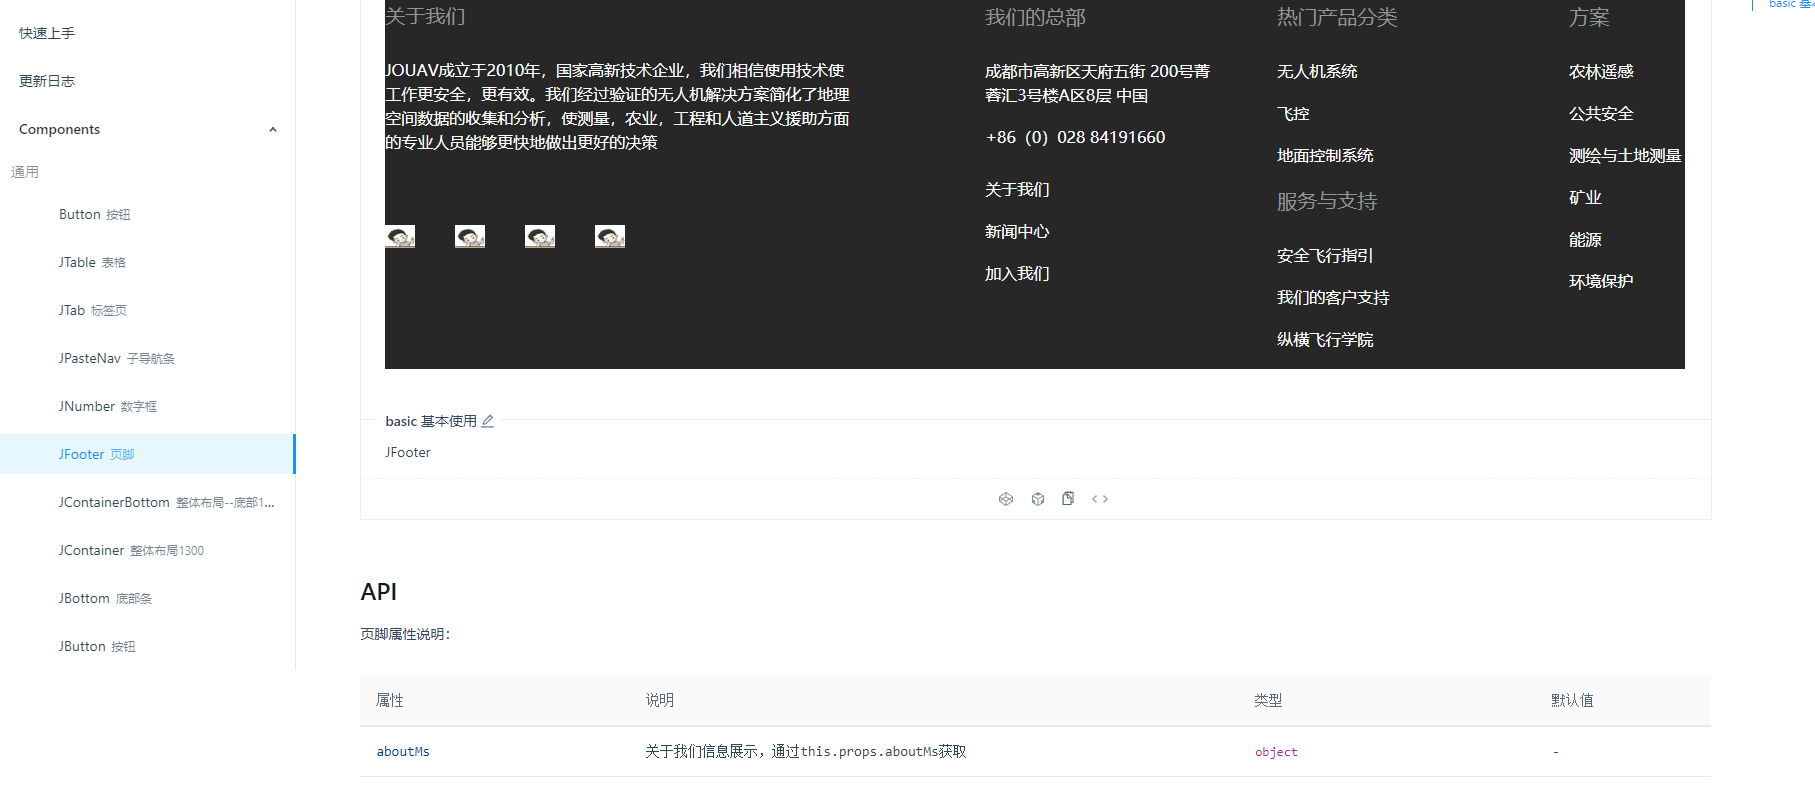 快速上手
更新日志
Components
通用
Button 按钮
JTable 表格
JTab 标签页
JPasteNav 子导航条
JNumber 数字框
JFooter 页脚
JContainerBottom 整体布局--底部1...
JContainer 整体布局1300
JBottom 底部条
JButton 按钮
关于我们
JOUAV成立于2010年，国家高新技术企业，我们相信使用技术使
工作更安全，更有效。我们经过验证的无人机解决方案简化了地理
空间数据的收集和分析，使测量，农业，工程和人道主义援助方面
的专业人员能够更快地做出更好的决策
我们的总部
成都市高新区天府五街 200号菁
蓉汇3号楼A区8层 中国
+86（0）028 84191660
关于我们
新闻中心
加入我们
热门产品分类
无人机系统
飞控
地面控制系统
服务与支持
安全飞行指引
我们的客户支持
纵横飞行学院
方案
农林遥感
公共安全
测绘与土地测量
矿业
能源
环境保护
basic 基本使用
JFooter
API
页脚属性说明：
属性 说明 类型 默认值
aboutMs 关于我们信息展示，通过this.props.aboutMs获取 object -
basic 基